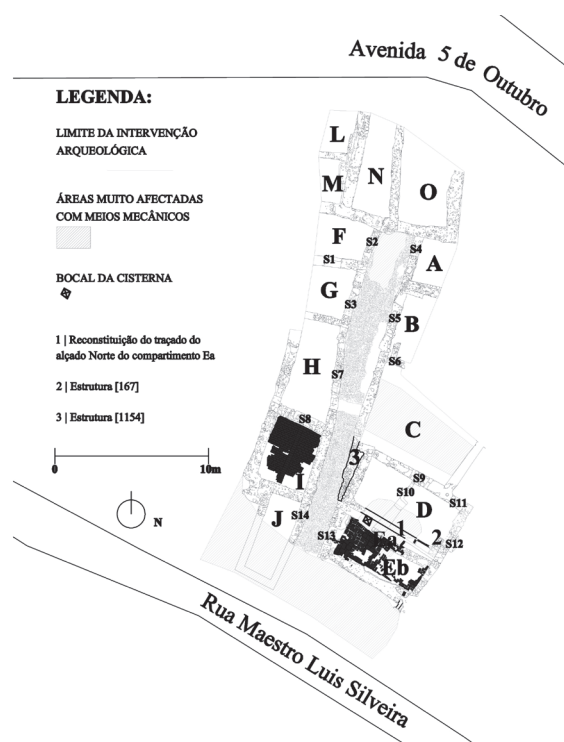 Avenida 5 de Outubro
LEGENDA:
LIMITE DA INTERVENÇÃO
ARQUEOLÓGICA
ÁREAS MUITO AFECTADAS
COM MEIOS MECÂNICOS
BOCAL DA CISTERNA
1 | Reconstituição do traçado do
alçado Norte do compartimento Ea
2 | Estrutura [167]
3 | Estrutura [1154]
0 10m
N
L
M
N
O
F
S2
S4
S1
A
G
S3
S5
B
S6
H
S7
C
S8
3
I
S9
S10
S11
D
J
S14
1
2
S12
S13
Ea
Eb
Rua Maestro Luis Silveira